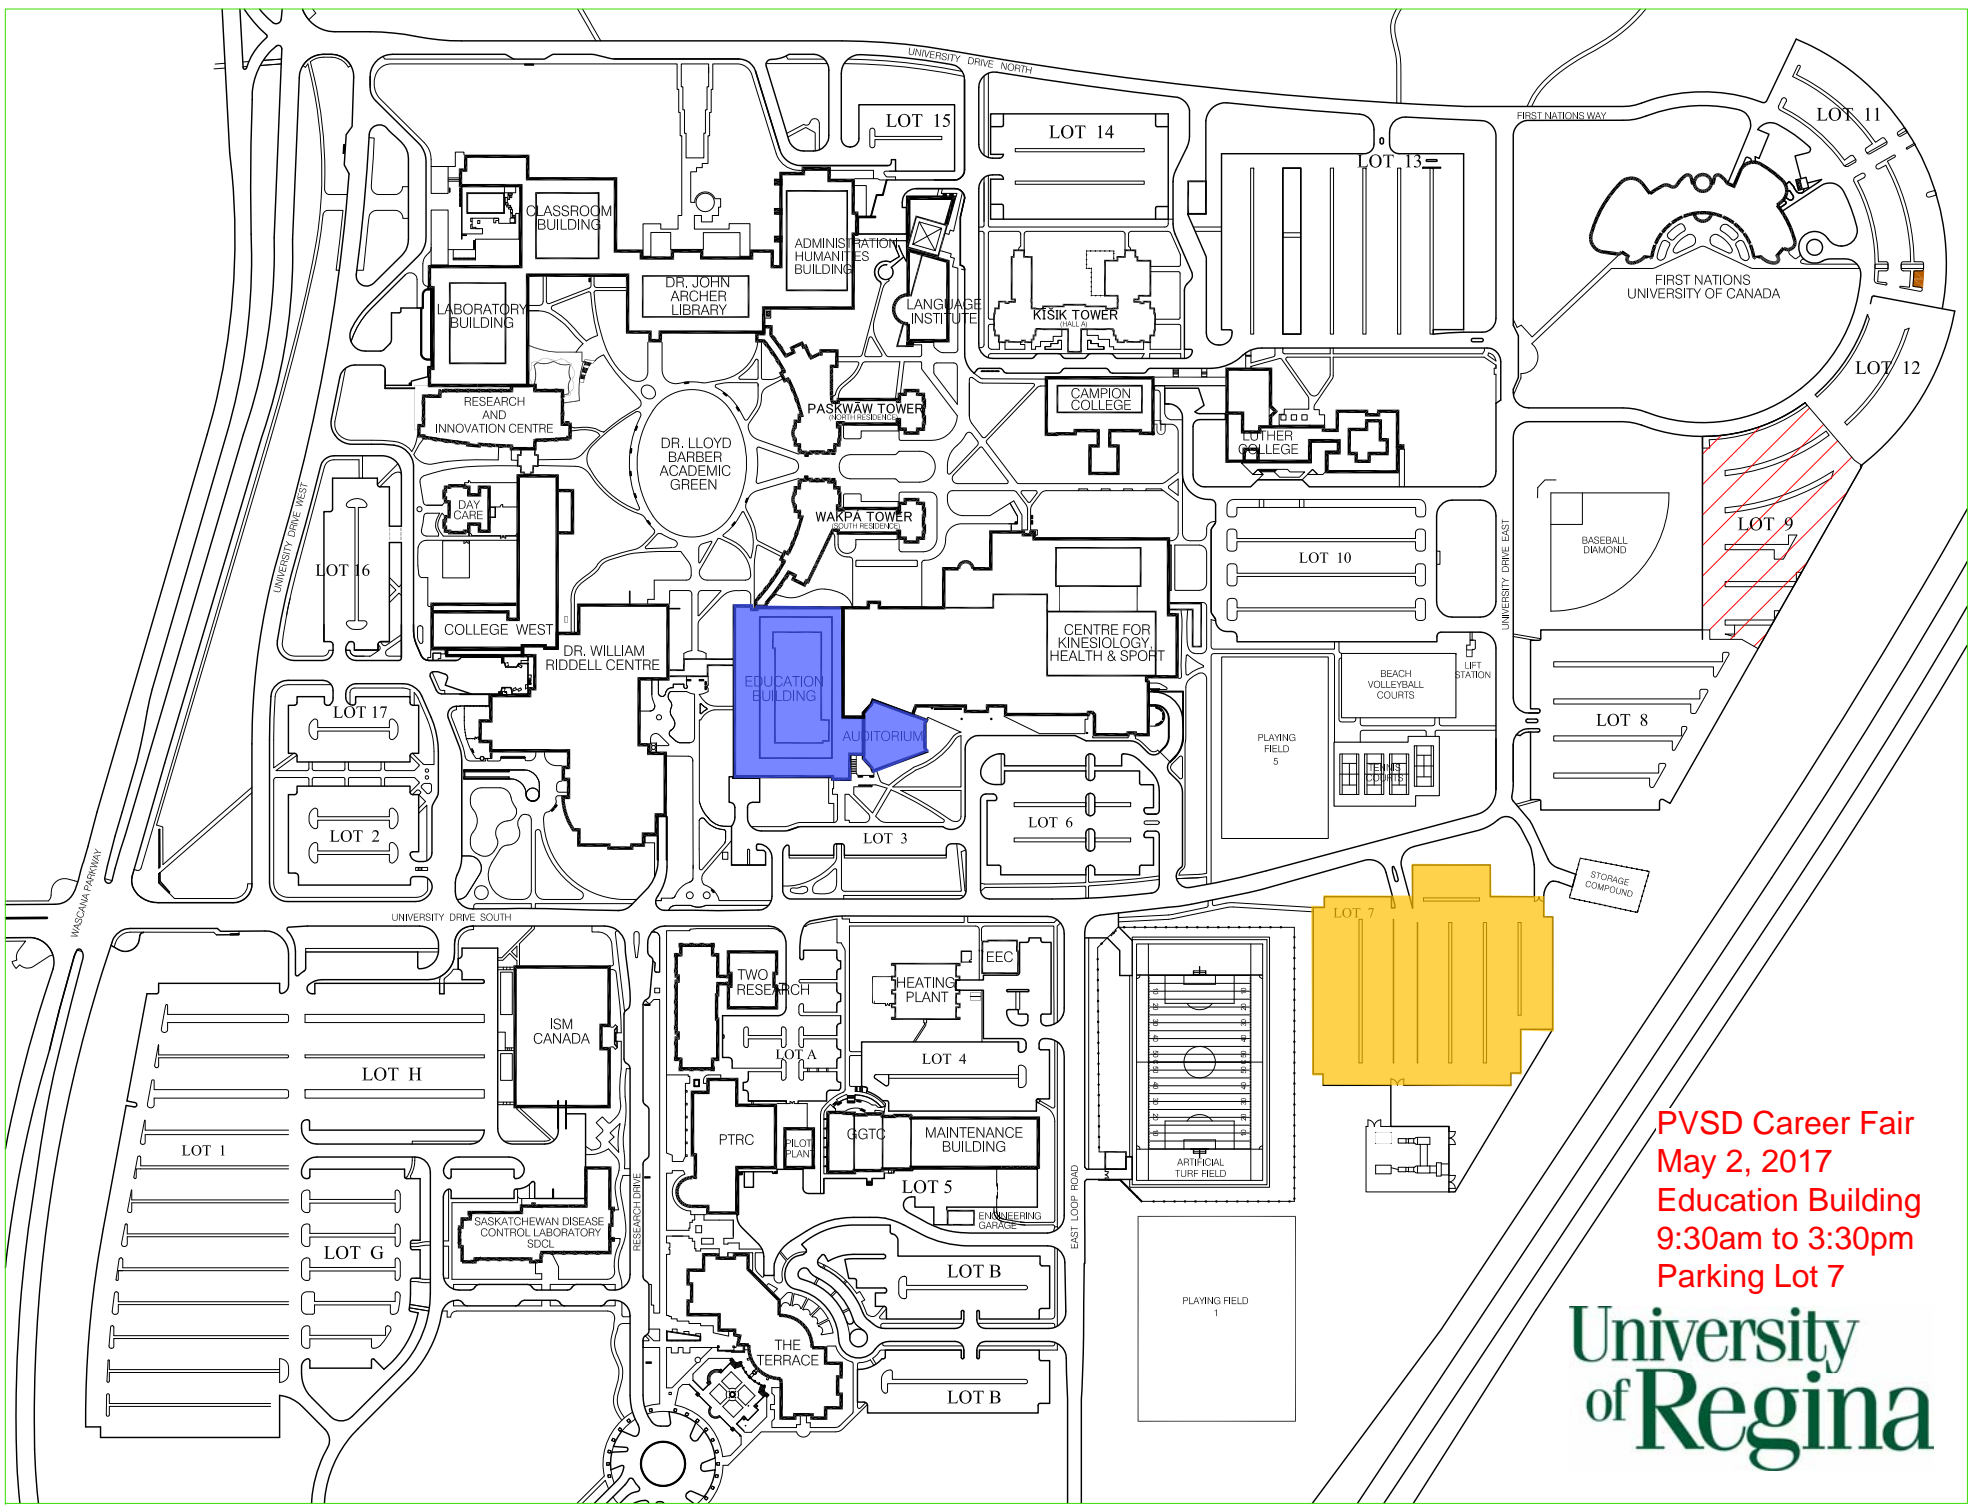 UNIVERSITY DRIVE NORTH
FIRST NATIONS WAY
LOT 11
LOT 15
LOT 14
LOT 13
CLASSROOM
BUILDING
ADMINISTRATION
HUMANITIES
BUILDING
DR. JOHN
ARCHER
LIBRARY
LABORATORY
BUILDING
LANGUAGE
INSTITUTE
KĪŠIK TOWER
(HALL A)
FIRST NATIONS
UNIVERSITY OF CANADA
LOT 12
RESEARCH
AND
INNOVATION CENTRE
PASKWĀW TOWER
(NORTH RESIDENCE)
CAMPION
COLLEGE
LUTHER
COLLEGE
DR. LLOYD
BARBER
ACADEMIC
GREEN
DAY
CARE
WAKPÁ TOWER
(SOUTH RESIDENCE)
UNIVERSITY DRIVE WEST
LOT 16
LOT 10
UNIVERSITY DRIVE EAST
BASEBALL
DIAMOND
LOT 9
COLLEGE WEST
DR. WILLIAM
RIDDELL CENTRE
CENTRE FOR
KINESIOLOGY,
HEALTH & SPORT
EDUCATION
BUILDING
AUDITORIUM
BEACH
VOLLEYBALL
COURTS
LIFT
STATION
LOT 17
LOT 8
PLAYING
FIELD
5
TENNIS
COURTS
LOT 2
LOT 3
LOT 6
WASCANA PARKWAY
UNIVERSITY DRIVE SOUTH
STORAGE
COMPOUND
LOT 7
TWO
RESEARCH
HEATING
PLANT
EEC
ISM
CANADA
LOT A
LOT 4
LOT H
LOT 1
PTRC
PILOT
PLANT
GGTC
MAINTENANCE
BUILDING
ARTIFICIAL
TURF FIELD
LOT 5
ENGINEERING
GARAGE
RESEARCH DRIVE
EAST LOOP ROAD
SASKATCHEWAN DISEASE
CONTROL LABORATORY
SDCL
LOT G
LOT B
THE
TERRACE
LOT B
PLAYING FIELD
1
PVSD Career Fair
May 2, 2017
Education Building
9:30am to 3:30pm
Parking Lot 7
University
of Regina